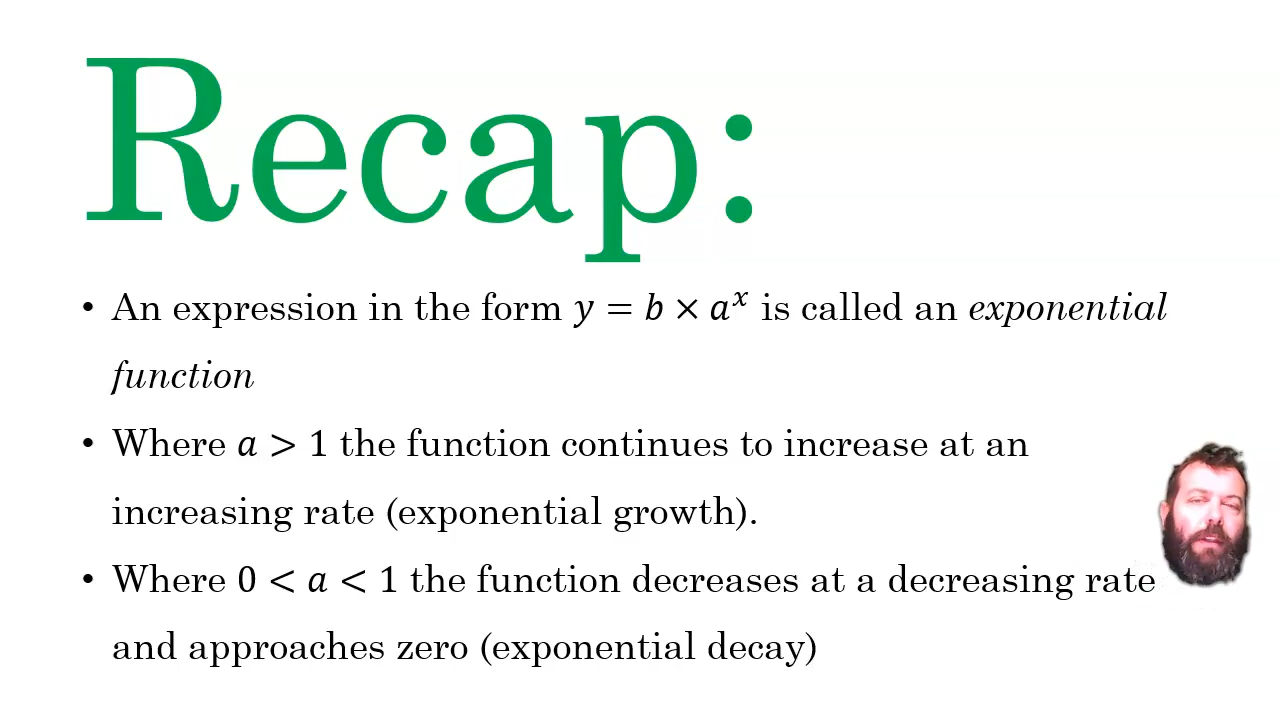 Recap:
• An expression in the form y = b × aˣ is called an exponential
function
• Where a > 1 the function continues to increase at an
increasing rate (exponential growth).
• Where 0 < a < 1 the function decreases at a decreasing rate
and approaches zero (exponential decay)